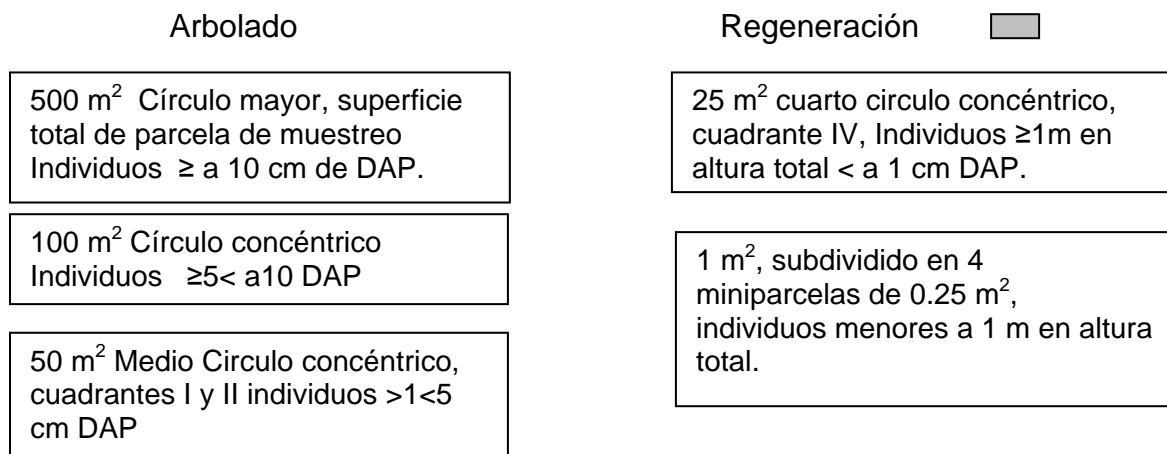 Arbolado
500 m² Círculo mayor, superficie
total de parcela de muestreo
Individuos ≥ a 10 cm de DAP.
100 m² Círculo concéntrico
Individuos ≥5< a10 DAP
50 m² Medio Circulo concéntrico,
cuadrantes I y II individuos >1<5
cm DAP
Regeneración
25 m² cuarto circulo concéntrico,
cuadrante IV, Individuos ≥1m en
altura total < a 1 cm DAP.
1 m², subdividido en 4
miniparcelas de 0.25 m²,
individuos menores a 1 m en altura
total.